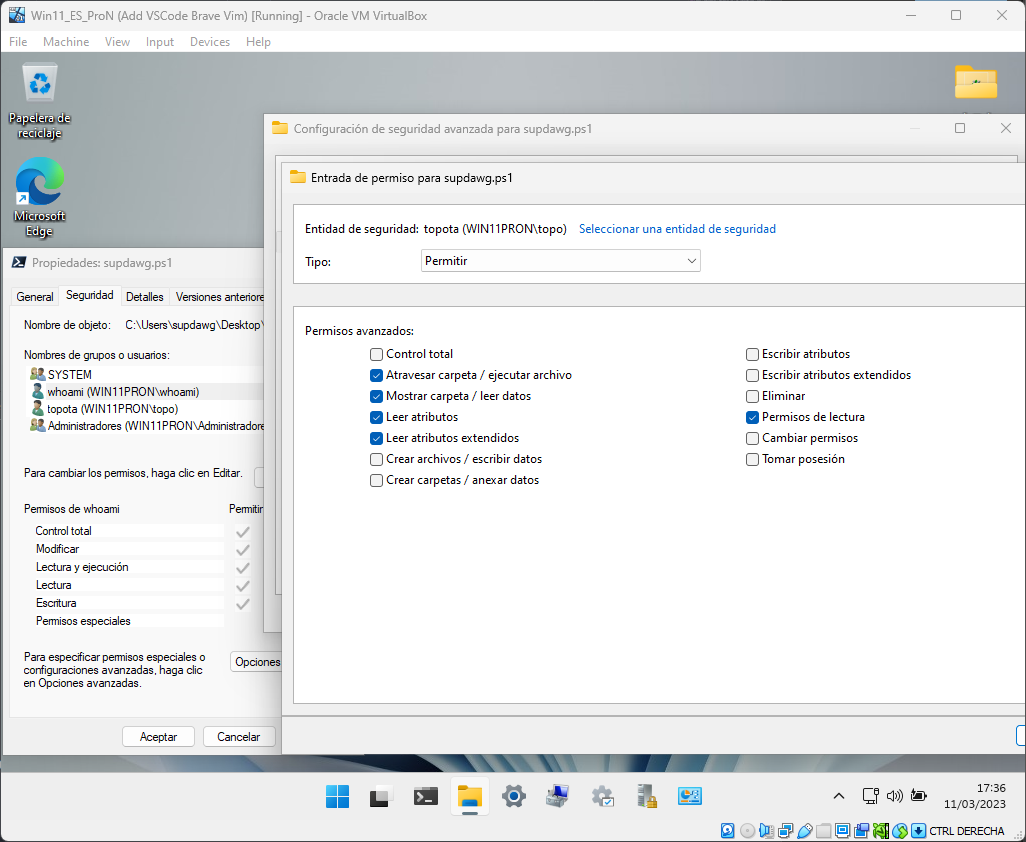 Win11_ES_ProN (Add VSCode Brave Vim) [Running] - Oracle VM VirtualBox
File Machine View Input Devices Help
Papelera de
reciclaje
Microsoft
Edge
Configuración de seguridad avanzada para supdawg.ps1
Entrada de permiso para supdawg.ps1
Entidad de seguridad: topota (WIN11PRON\topo) Seleccionar una entidad de seguridad
Tipo: Permitir
Permisos avanzados:
Control total
Atravesar carpeta / ejecutar archivo
Mostrar carpeta / leer datos
Leer atributos
Leer atributos extendidos
Crear archivos / escribir datos
Crear carpetas / anexar datos
Escribir atributos
Escribir atributos extendidos
Eliminar
Permisos de lectura
Cambiar permisos
Tomar posesión
Propiedades: supdawg.ps1
General Seguridad Detalles Versiones anteriore
Nombre de objeto: C:\Users\supdawg\Desktop\
Nombres de grupos o usuarios:
SYSTEM
whoami (WIN11PRON\whoami)
topota (WIN11PRON\topo)
Administradores (WIN11PRON\Administradore
Para cambiar los permisos, haga clic en Editar.
Permisos de whoami Permitir
Control total
Modificar
Lectura y ejecución
Lectura
Escritura
Permisos especiales
Para especificar permisos especiales o
configuraciones avanzadas, haga clic
en Opciones avanzadas.
Opciones
Aceptar Cancelar
17:36
11/03/2023
CTRL DERECHA